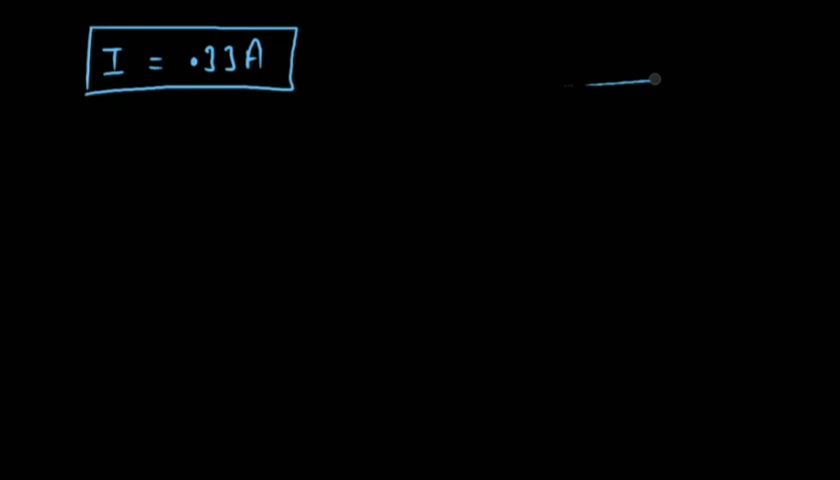 I = .33A